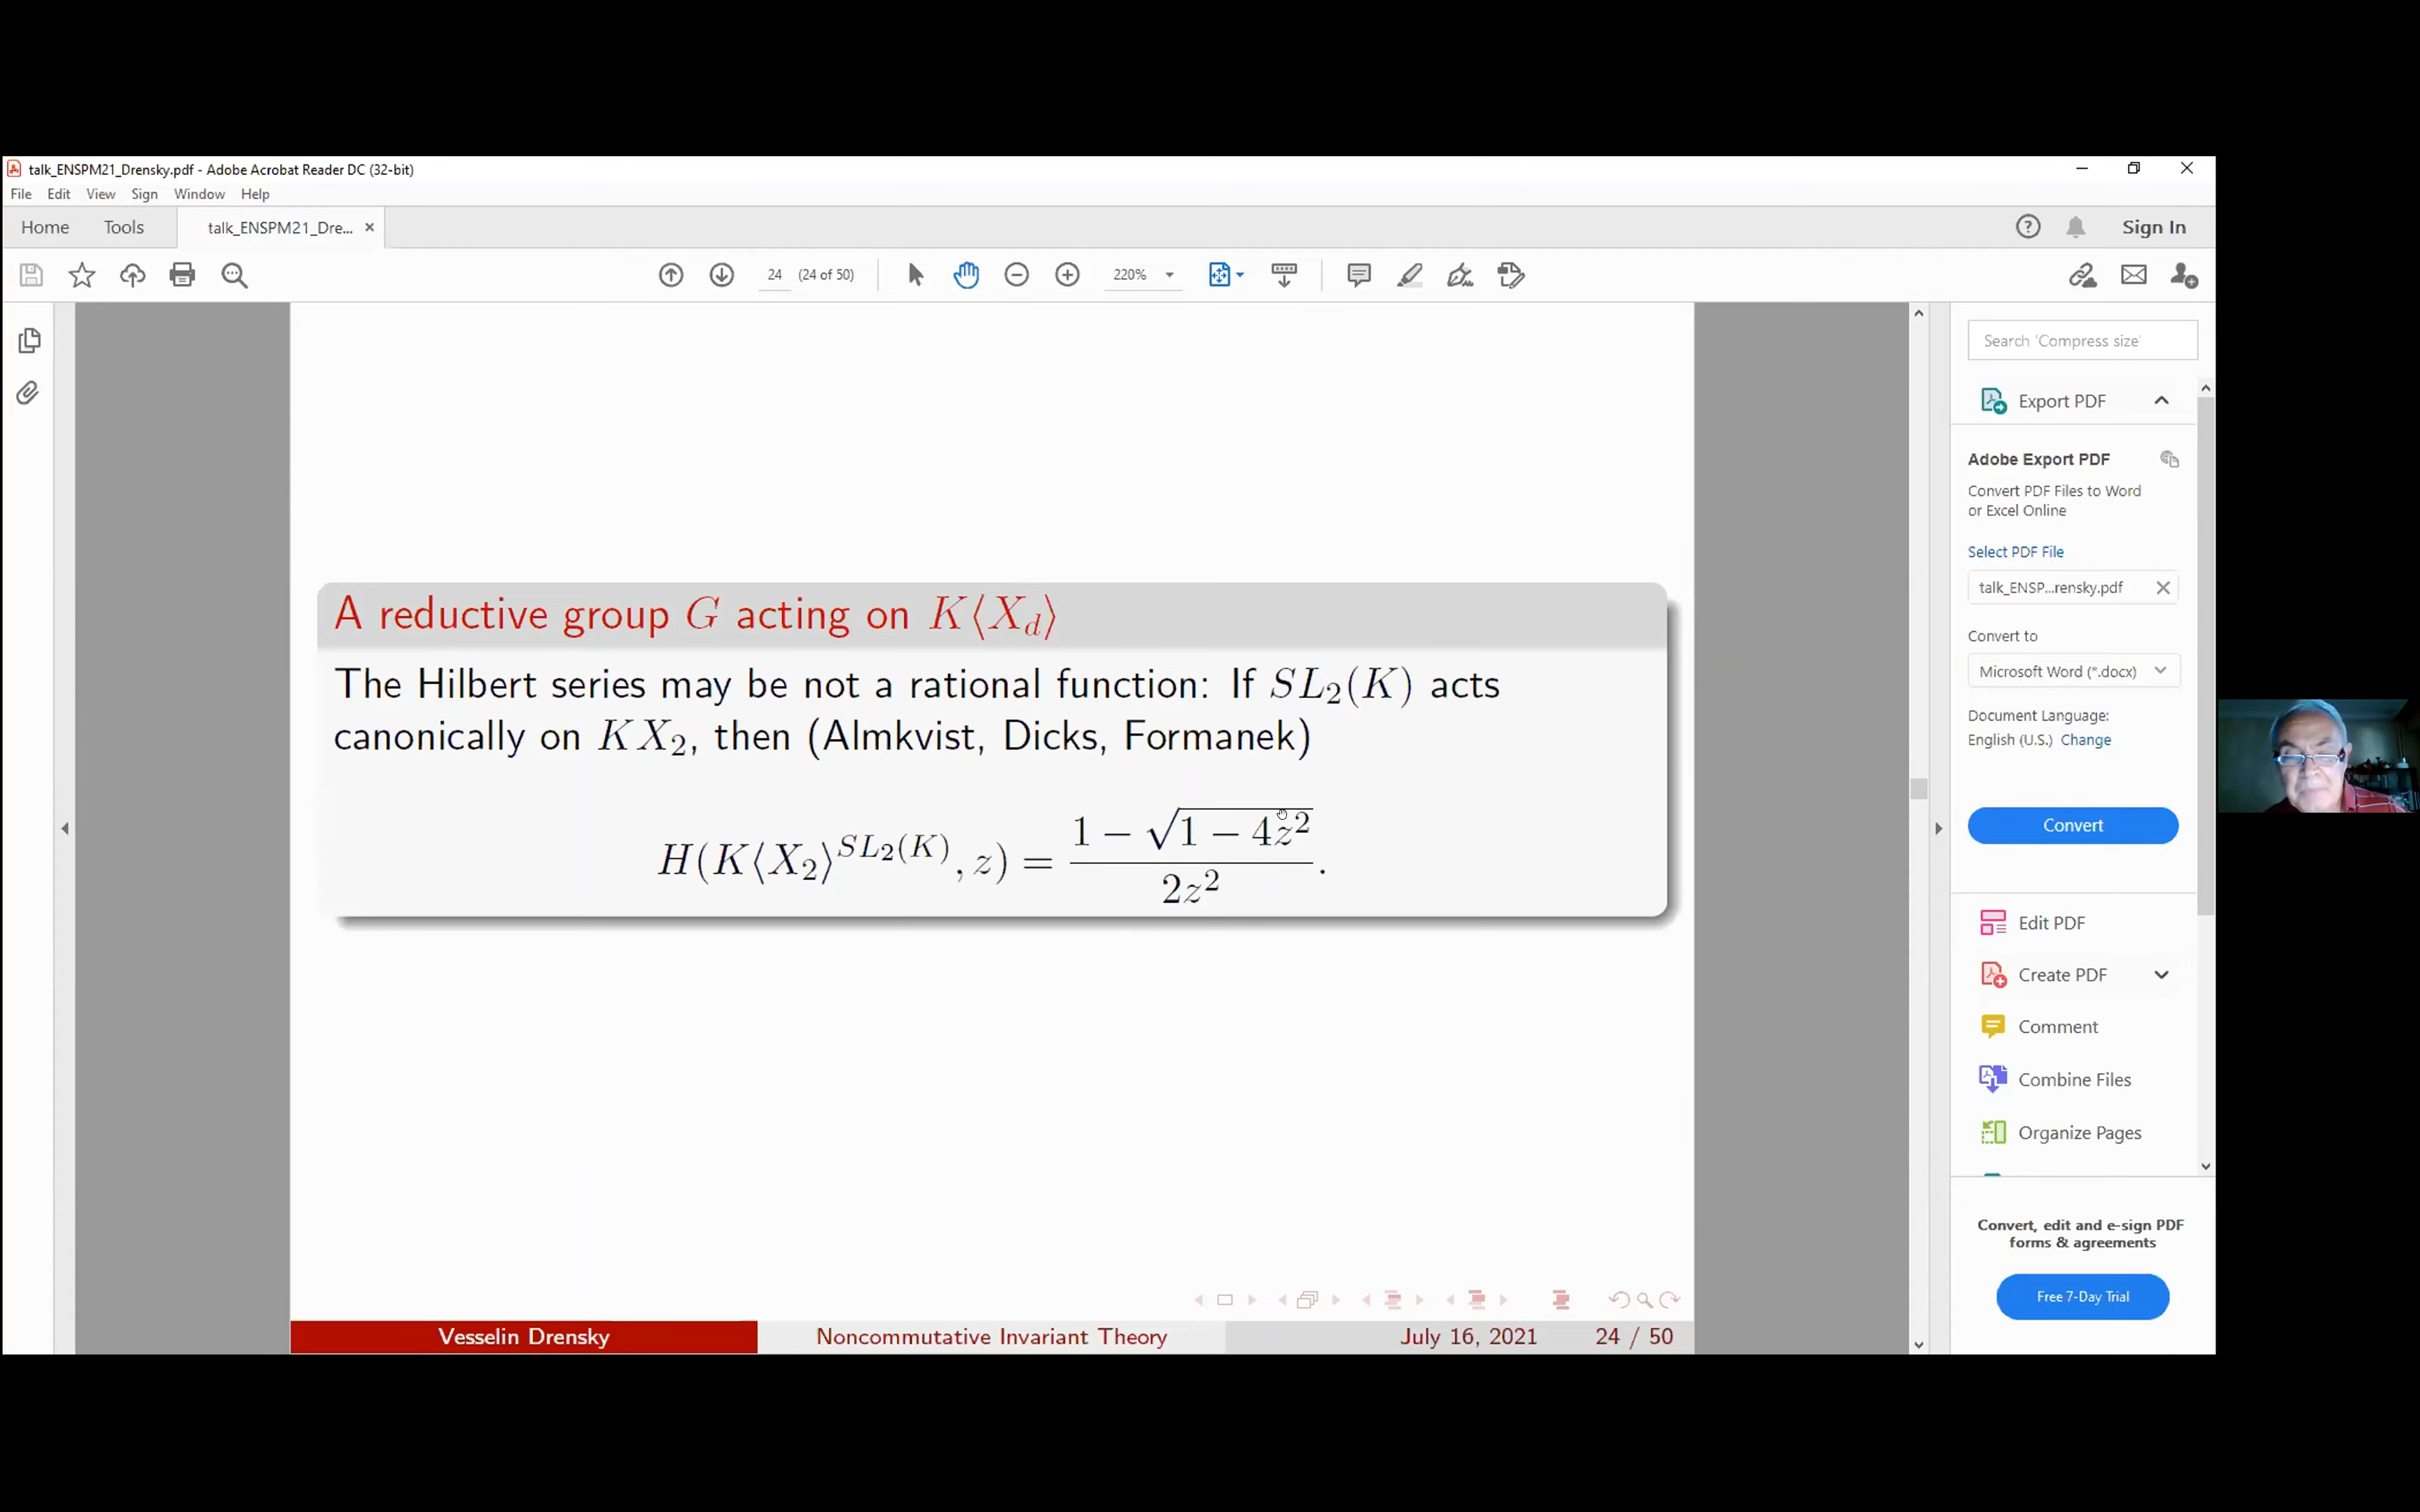 talk_ENSPM21_Drensky.pdf - Adobe Acrobat Reader DC (32-bit)
File Edit View Sign Window Help
Home Tools talk_ENSPM21_Dre... × Sign In
24 (24 of 50) 220%
Search 'Compress size'
Export PDF
Adobe Export PDF
Convert PDF Files to Word
or Excel Online
Select PDF File
talk_ENSP...rensky.pdf
Convert to
Microsoft Word (*.docx)
Document Language:
English (U.S.) Change
Convert
Edit PDF
Create PDF
Comment
Combine Files
Organize Pages
Convert, edit and e-sign PDF
forms & agreements
Free 7-Day Trial
A reductive group G acting on K⟨X_d⟩
The Hilbert series may be not a rational function: If SL_2(K) acts
canonically on KX_2, then (Almkvist, Dicks, Formanek)
H(K⟨X_2⟩^{SL_2(K)}, z) = \frac{1 − \sqrt{1 − 4z^2}}{2z^2}.
Vesselin Drensky Noncommutative Invariant Theory July 16, 2021 24 / 50